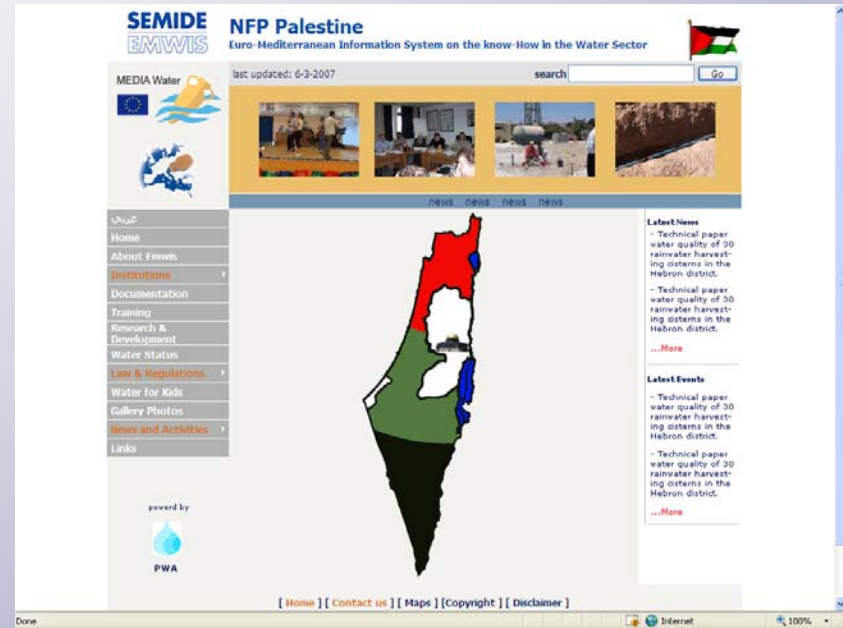 SEMIDE
EMWIS
NFP Palestine
Euro-Mediterranean Information System on the know-How in the Water Sector
MEDIA Water
last updated: 6-3-2007
search
Go
news news news news
عربي
Home
About Emwis
Institutions
Documentation
Training
Research &
Development
Water Status
Law & Regulations
Water for Kids
Gallery Photos
News and Activities
Links
powerd by
PWA
Latest News
- Technical paper
water quality of 30
rainwater harvest-
ing cisterns in the
Hebron district.
- Technical paper
water quality of 30
rainwater harvest-
ing cisterns in the
Hebron district.
...More
Latest Events
- Technical paper
water quality of 30
rainwater harvest-
ing cisterns in the
Hebron district.
- Technical paper
water quality of 30
rainwater harvest-
ing cisterns in the
Hebron district.
...More
[ Home ] [ Contact us ] [ Maps ] [Copyright ] [ Disclaimer ]
Done
Internet
100%